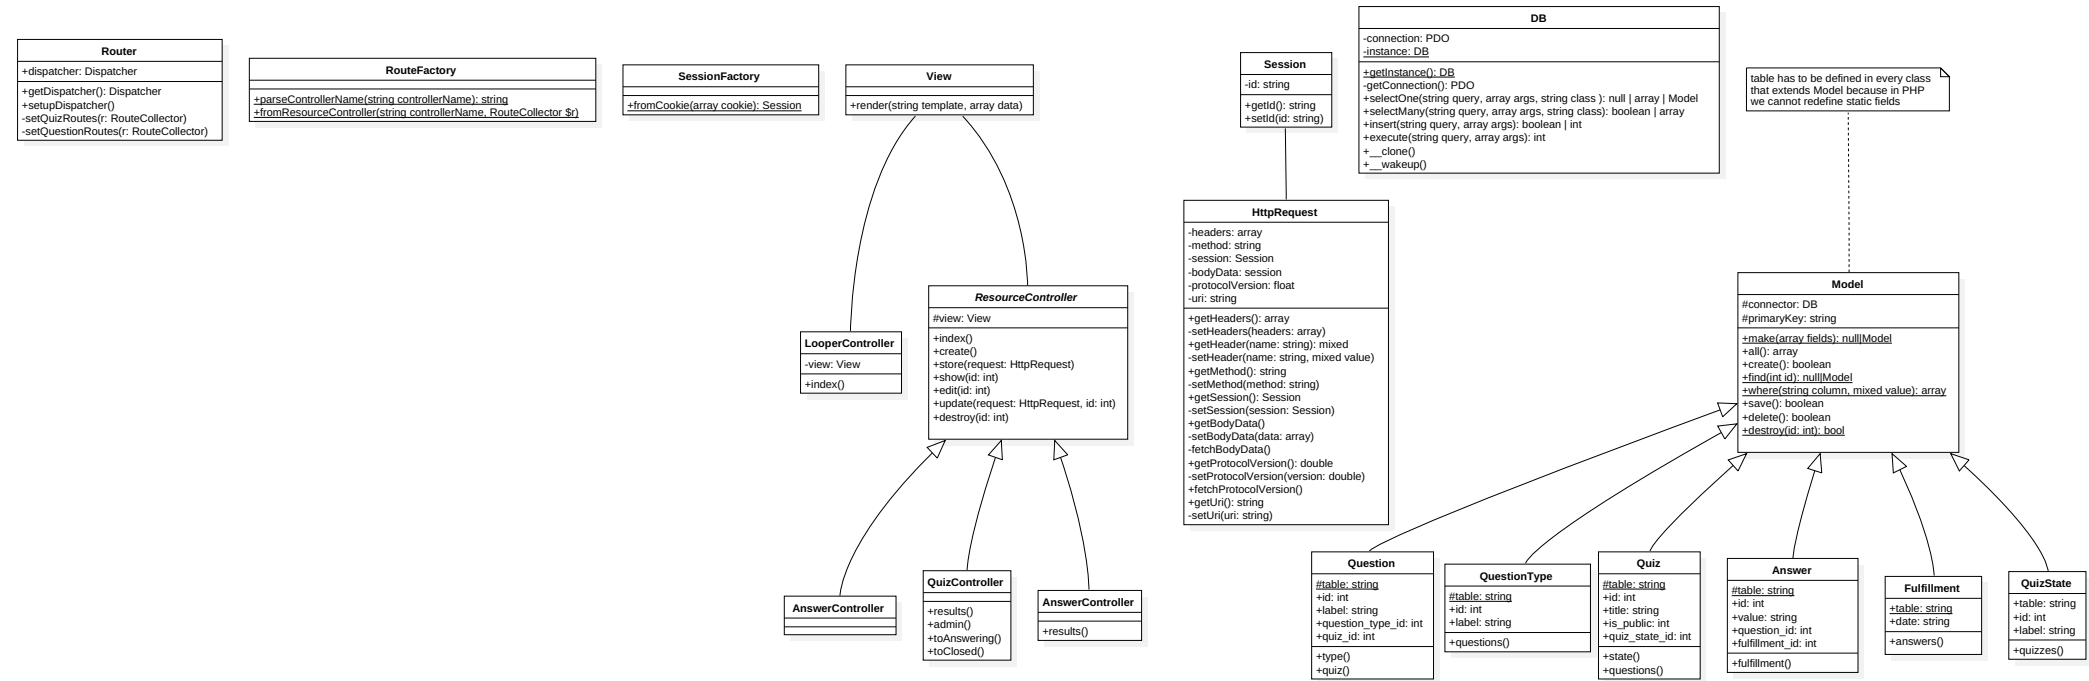 Router
+dispatcher: Dispatcher
+getDispatcher(): Dispatcher
+setupDispatcher()
-setQuizRoutes(r: RouteCollector)
-setQuestionRoutes(r: RouteCollector)
RouteFactory
+parseControllerName(string controllerName): string
+fromResourceController(string controllerName, RouteCollector $r)
SessionFactory
+fromCookie(array cookie): Session
View
+render(string template, array data)
Session
-id: string
+getId(): string
+setId(id: string)
DB
-connection: PDO
-instance: DB
+getInstance(): DB
-getConnection(): PDO
+selectOne(string query, array args, string class ): null | array | Model
+selectMany(string query, array args, string class): boolean | array
+insert(string query, array args): boolean | int
+execute(string query, array args): int
+__clone()
+__wakeup()
table has to be defined in every class
that extends Model because in PHP
we cannot redefine static fields
HttpRequest
-headers: array
-method: string
-session: Session
-bodyData: session
-protocolVersion: float
-uri: string
+getHeaders(): array
-setHeaders(headers: array)
+getHeader(name: string): mixed
-setHeader(name: string, mixed value)
+getMethod(): string
-setMethod(method: string)
+getSession(): Session
-setSession(session: Session)
+getBodyData()
-setBodyData(data: array)
-fetchBodyData()
+getProtocolVersion(): double
-setProtocolVersion(version: double)
+fetchProtocolVersion()
+getUri(): string
-setUri(uri: string)
LooperController
-view: View
+index()
ResourceController
#view: View
+index()
+create()
+store(request: HttpRequest)
+show(id: int)
+edit(id: int)
+update(request: HttpRequest, id: int)
+destroy(id: int)
Model
#connector: DB
#primaryKey: string
+make(array fields): null|Model
+all(): array
+create(): boolean
+find(int id): null|Model
+where(string column, mixed value): array
+save(): boolean
+delete(): boolean
+destroy(id: int): bool
AnswerController
QuizController
+results()
+admin()
+toAnswering()
+toClosed()
AnswerController
+results()
Question
#table: string
+id: int
+label: string
+question_type_id: int
+quiz_id: int
+type()
+quiz()
QuestionType
#table: string
+id: int
+label: string
+questions()
Quiz
#table: string
+id: int
+title: string
+is_public: int
+quiz_state_id: int
+state()
+questions()
Answer
#table: string
+id: int
+value: string
+question_id: int
+fulfillment_id: int
+fulfillment()
Fulfillment
+table: string
+date: string
+answers()
QuizState
+table: string
+id: int
+label: string
+quizzes()